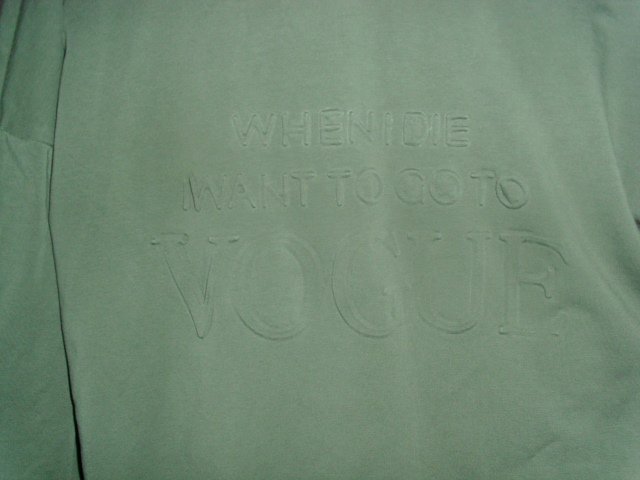 WHEN I DIE
I WANT TO GO TO
VOGUE